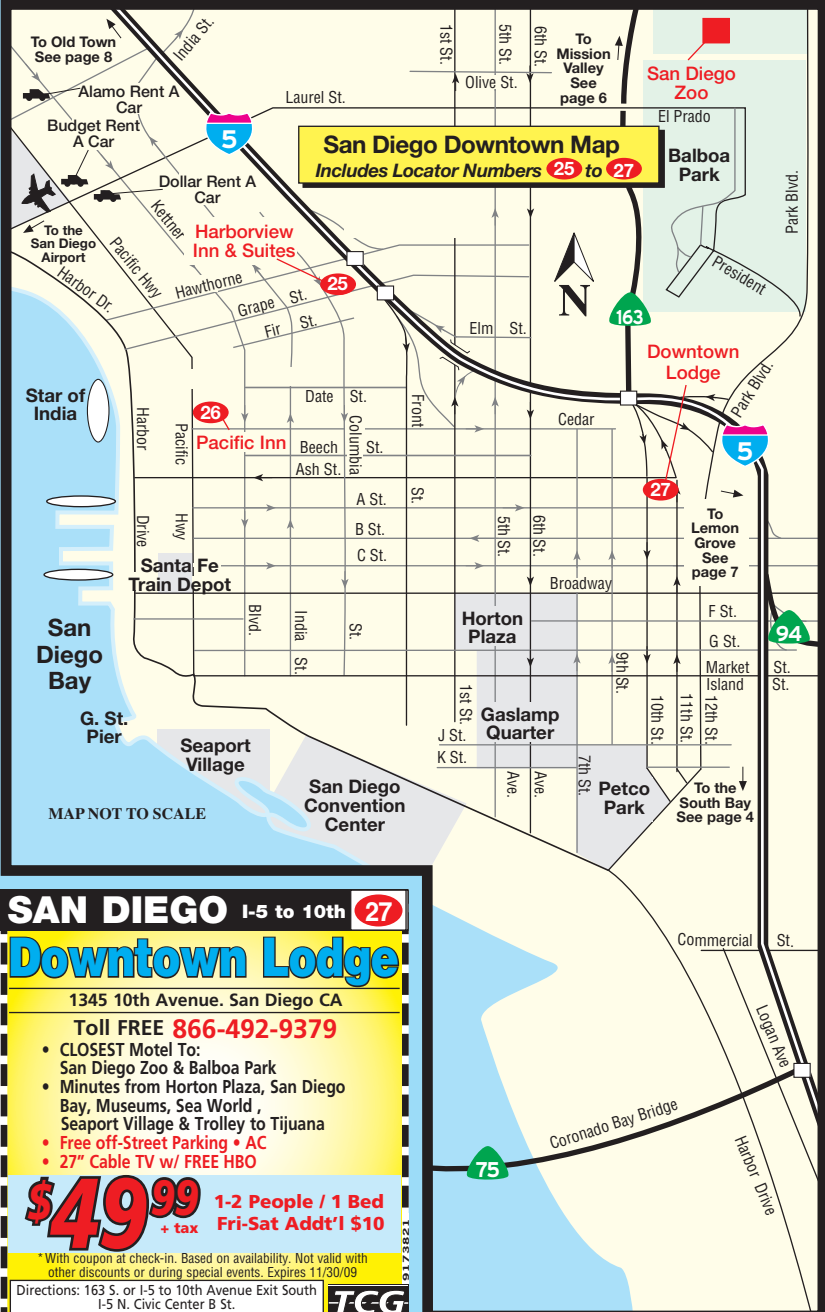 To Old Town
See page 8
India St.
1st St.
5th St.
6th St.
To
Mission
Valley
See
page 6
San Diego
Zoo
Alamo Rent A
Car
Laurel St.
Olive St.
El Prado
Budget Rent
A Car
5
San Diego Downtown Map
Includes Locator Numbers 25 to 27
Balboa
Park
Park Blvd.
Dollar Rent A
Car
Kettner
To the
San Diego
Airport
Harborview
Inn & Suites
25
Pacific Hwy
Harbor Dr.
Hawthorne
Grape St.
Fir St.
N
President
163
Elm St.
Downtown
Lodge
Park Blvd.
Star of
India
Harbor
Drive
Pacific
Hwy
26
Pacific Inn
Date St.
Columbia
St.
Front
St.
Cedar
5
Beech St.
Ash St.
27
A St.
B St.
C St.
5th St.
6th St.
To
Lemon
Grove
See
page 7
Santa Fe
Train Depot
Broadway
Blvd.
India
St.
Horton
Plaza
F St.
94
G St.
San
Diego
Bay
9th St.
Market St.
Island St.
1st St.
Gaslamp
Quarter
10th St.
11th St.
12th St.
G. St.
Pier
J St.
K St.
Seaport
Village
Ave.
Ave.
7th St.
Petco
Park
To the
South Bay
See page 4
San Diego
Convention
Center
MAP NOT TO SCALE
Commercial St.
Logan Ave
Coronado Bay Bridge
75
Harbor Drive
SAN DIEGO I-5 to 10th 27
Downtown Lodge
1345 10th Avenue. San Diego CA
Toll FREE 866-492-9379
• CLOSEST Motel To:
San Diego Zoo & Balboa Park
• Minutes from Horton Plaza, San Diego
Bay, Museums, Sea World ,
Seaport Village & Trolley to Tijuana
• Free off-Street Parking • AC
• 27” Cable TV w/ FREE HBO
$49 99
+ tax
1-2 People / 1 Bed
Fri-Sat Addt’l $10
9173821
*With coupon at check-in. Based on availability. Not valid with
other discounts or during special events. Expires 11/30/09
Directions: 163 S. or I-5 to 10th Avenue Exit South
I-5 N. Civic Center B St.
TCG